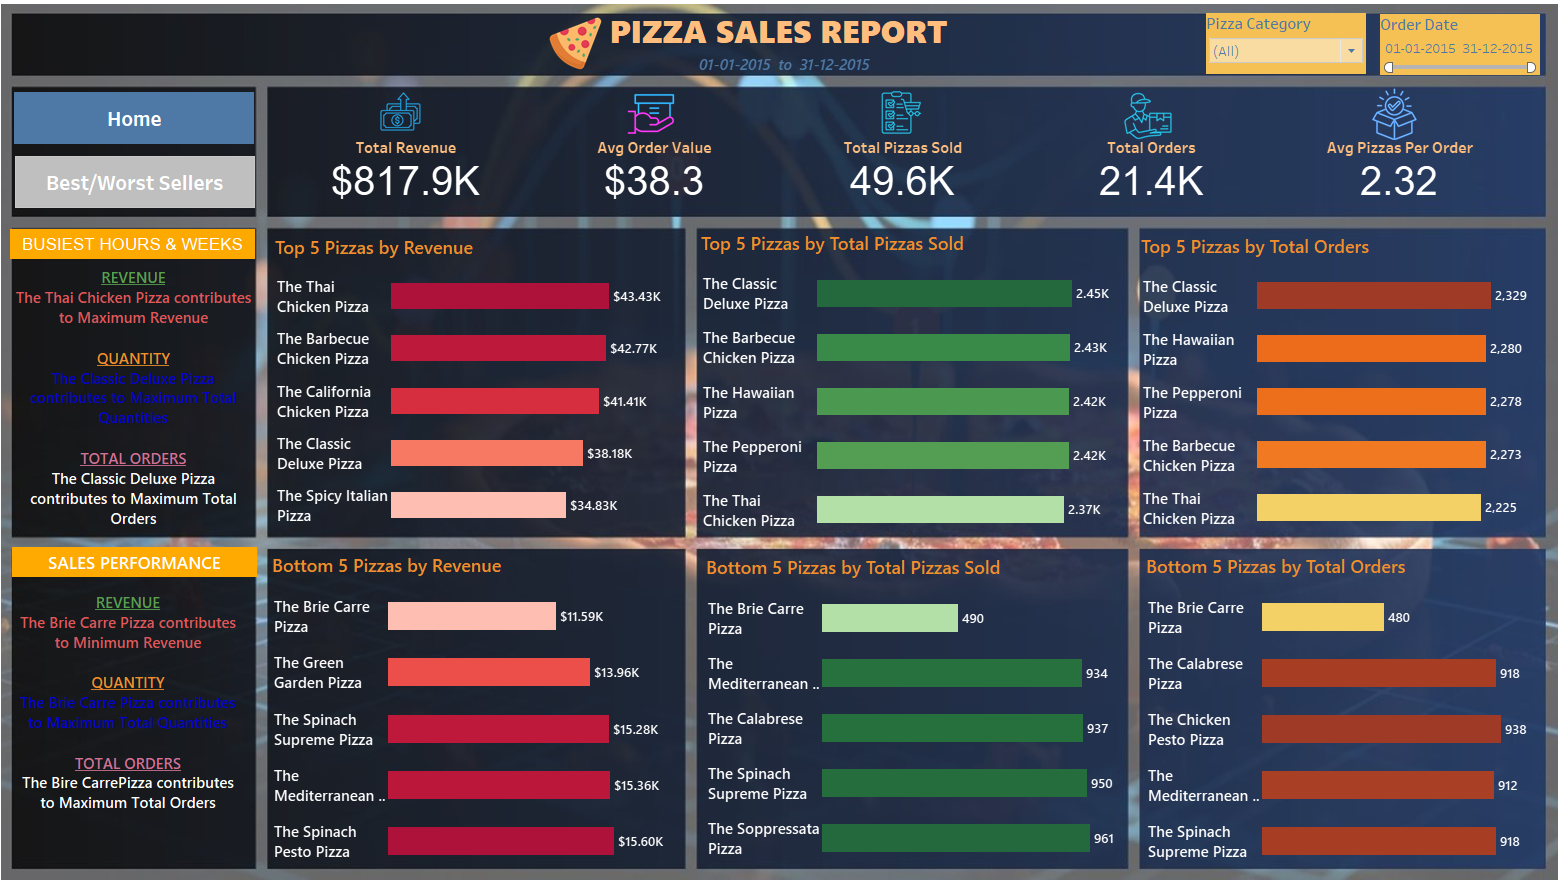 PIZZA SALES REPORT
01-01-2015 to 31-12-2015
Pizza Category
(All)
Order Date
01-01-2015 31-12-2015
Home
Best/Worst Sellers
Total Revenue
$817.9K
Avg Order Value
$38.3
Total Pizzas Sold
49.6K
Total Orders
21.4K
Avg Pizzas Per Order
2.32
BUSIEST HOURS & WEEKS
REVENUE
The Thai Chicken Pizza contributes
to Maximum Revenue
QUANTITY
The Classic Deluxe Pizza
contributes to Maximum Total
Quantities
TOTAL ORDERS
The Classic Deluxe Pizza
contributes to Maximum Total
Orders
Top 5 Pizzas by Revenue
The Thai
Chicken Pizza
$43.43K
The Barbecue
Chicken Pizza
$42.77K
The California
Chicken Pizza
$41.41K
The Classic
Deluxe Pizza
$38.18K
The Spicy Italian
Pizza
$34.83K
Top 5 Pizzas by Total Pizzas Sold
The Classic
Deluxe Pizza
2.45K
The Barbecue
Chicken Pizza
2.43K
The Hawaiian
Pizza
2.42K
The Pepperoni
Pizza
2.42K
The Thai
Chicken Pizza
2.37K
Top 5 Pizzas by Total Orders
The Classic
Deluxe Pizza
2,329
The Hawaiian
Pizza
2,280
The Pepperoni
Pizza
2,278
The Barbecue
Chicken Pizza
2,273
The Thai
Chicken Pizza
2,225
SALES PERFORMANCE
REVENUE
The Brie Carre Pizza contributes
to Minimum Revenue
QUANTITY
The Brie Carre Pizza contributes
to Maximum Total Quantities
TOTAL ORDERS
The Bire CarrePizza contributes
to Maximum Total Orders
Bottom 5 Pizzas by Revenue
The Brie Carre
Pizza
$11.59K
The Green
Garden Pizza
$13.96K
The Spinach
Supreme Pizza
$15.28K
The
Mediterranean ..
$15.36K
The Spinach
Pesto Pizza
$15.60K
Bottom 5 Pizzas by Total Pizzas Sold
The Brie Carre
Pizza
490
The
Mediterranean ..
934
The Calabrese
Pizza
937
The Spinach
Supreme Pizza
950
The Soppressata
Pizza
961
Bottom 5 Pizzas by Total Orders
The Brie Carre
Pizza
480
The Calabrese
Pizza
918
The Chicken
Pesto Pizza
938
The
Mediterranean ..
912
The Spinach
Supreme Pizza
918